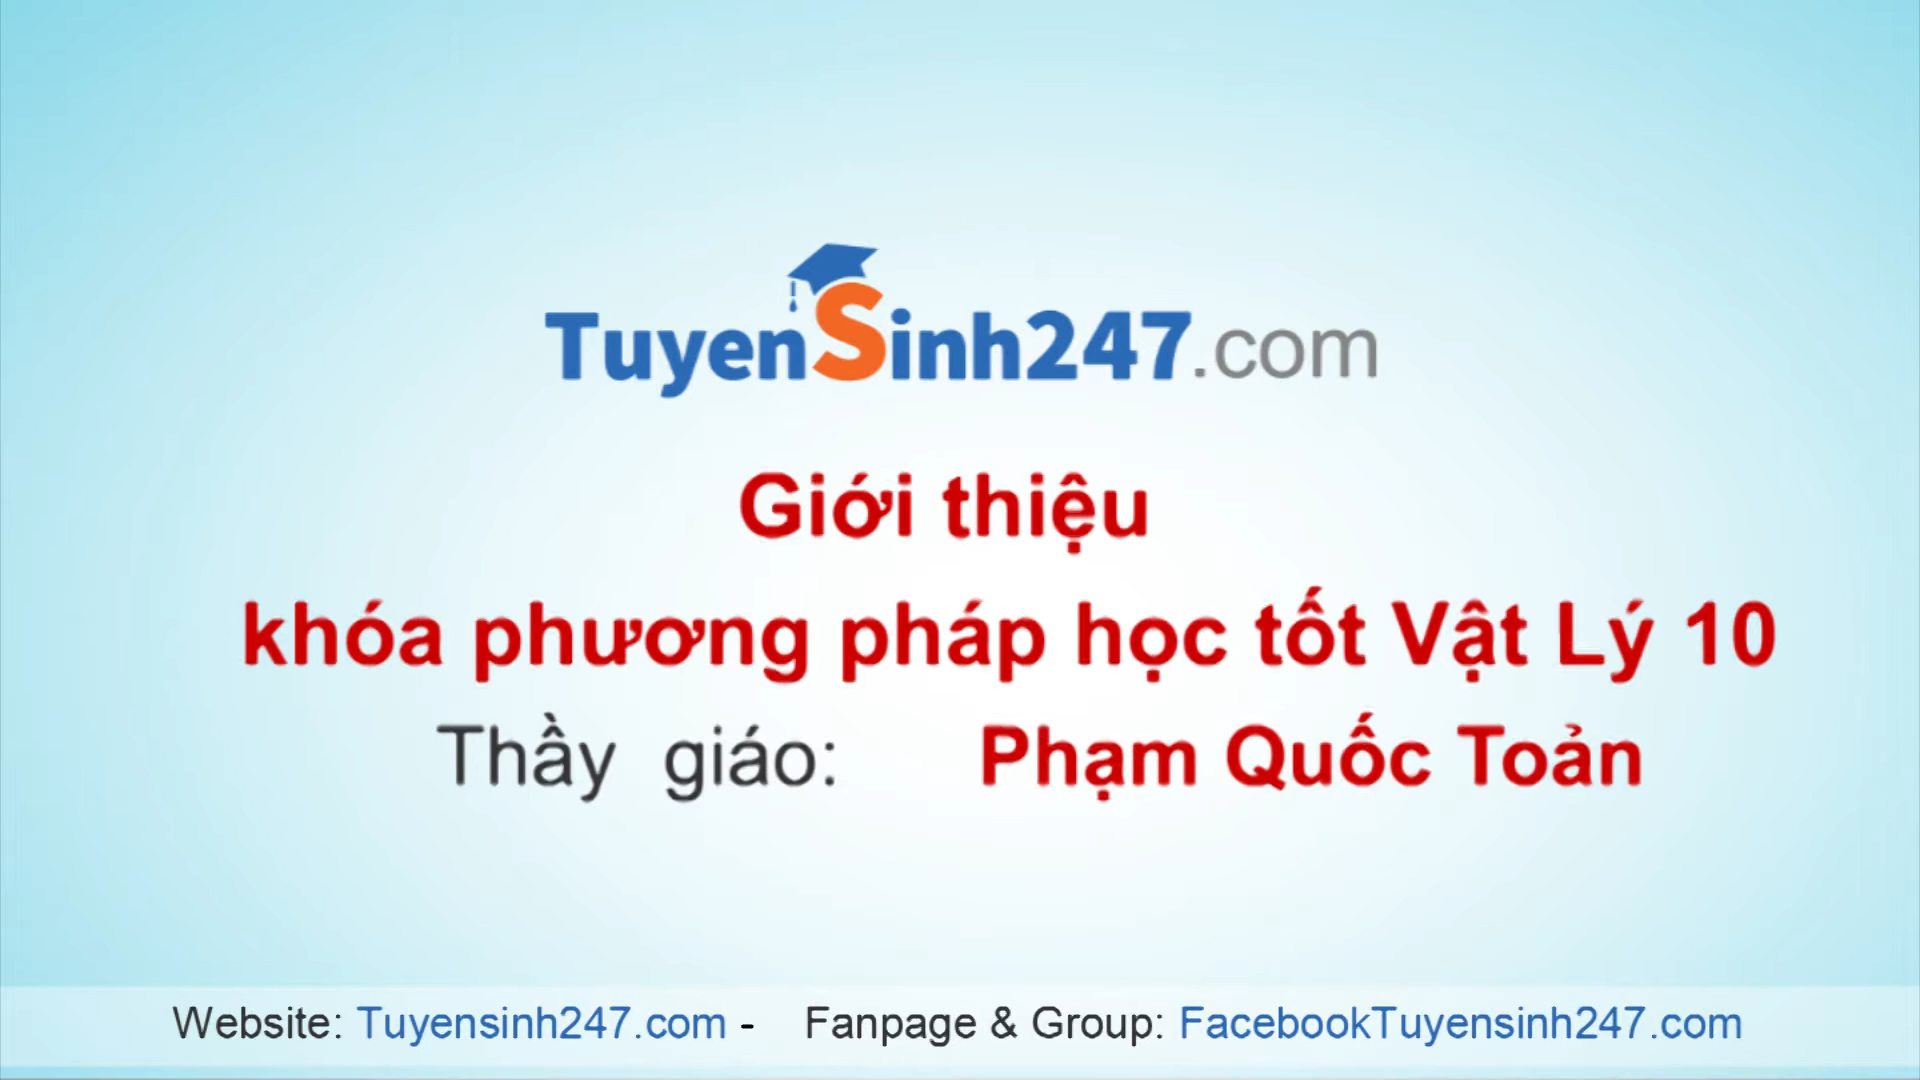 TuyenSinh247.com
Giới thiệu
khóa phương pháp học tốt Vật Lý 10
Thầy giáo: Phạm Quốc Toản
Website: Tuyensinh247.com - Fanpage & Group: FacebookTuyensinh247.com